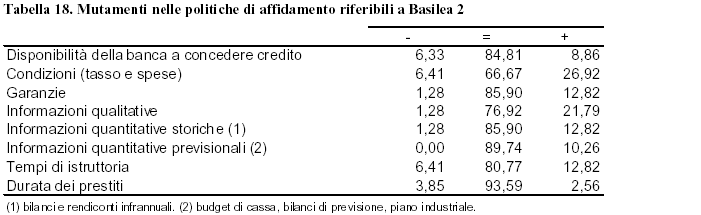 Tabella 18. Mutamenti nelle politiche di affidamento riferibili a Basilea 2
- = +
Disponibilità della banca a concedere credito 6,33 84,81 8,86
Condizioni (tasso e spese) 6,41 66,67 26,92
Garanzie 1,28 85,90 12,82
Informazioni qualitative 1,28 76,92 21,79
Informazioni quantitative storiche (1) 1,28 85,90 12,82
Informazioni quantitative previsionali (2) 0,00 89,74 10,26
Tempi di istruttoria 6,41 80,77 12,82
Durata dei prestiti 3,85 93,59 2,56
(1) bilanci e rendiconti infrannuali. (2) budget di cassa, bilanci di previsione, piano industriale.